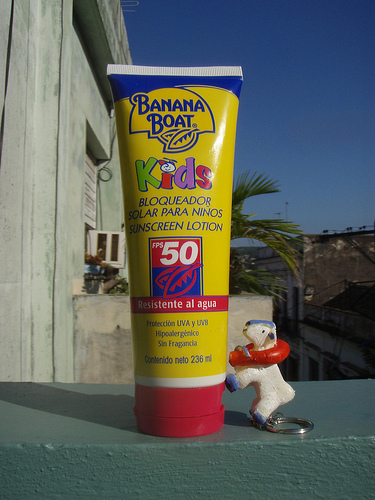 BANANA
BOAT®
Kids
BLOQUEADOR
SOLAR PARA NIÑOS
SUNSCREEN LOTION
FPS 50
Resistente al agua
Protección UVA y UVB
Hipoalergénico
Sin Fragancia
Contenido neto 236 ml